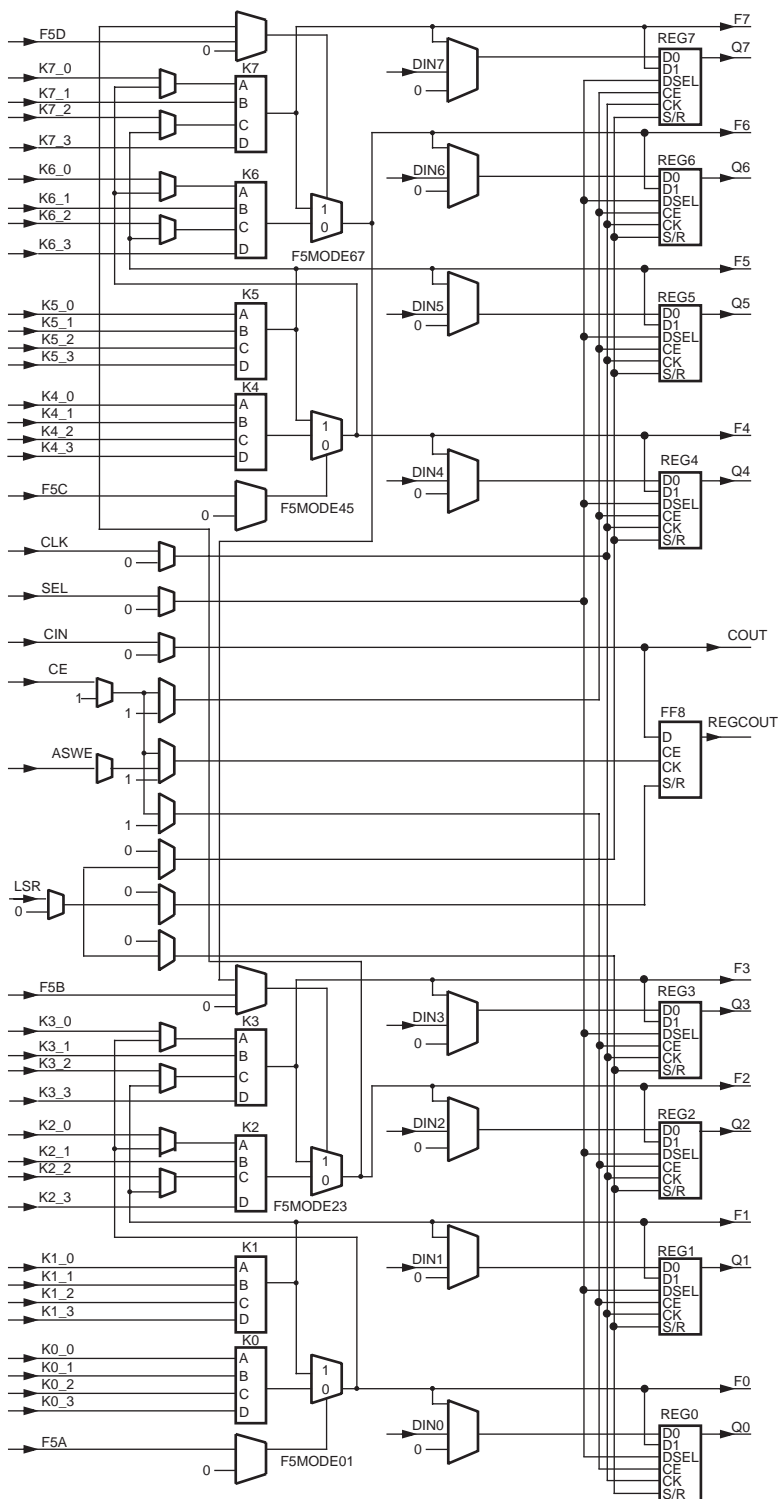 F5D
0
F7
REG7
Q7
DIN7
0
D0
D1
DSEL
CE
CK
S/R
K7_0
K7_1
K7_2
K7_3
K7
A
B
C
D
F6
REG6
Q6
DIN6
0
D0
D1
DSEL
CE
CK
S/R
K6_0
K6_1
K6_2
K6_3
K6
A
B
C
D
1
0
F5MODE67
F5
REG5
Q5
DIN5
0
D0
D1
DSEL
CE
CK
S/R
K5_0
K5_1
K5_2
K5_3
K5
A
B
C
D
K4_0
K4_1
K4_2
K4_3
K4
A
B
C
D
1
0
F4
REG4
Q4
DIN4
0
D0
D1
DSEL
CE
CK
S/R
F5C
0
F5MODE45
CLK
0
SEL
0
CIN
0
COUT
CE
1
1
FF8
REGCOUT
D
CE
CK
S/R
ASWE
1
1
0
LSR
0
0
0
F5B
0
F3
REG3
Q3
DIN3
0
D0
D1
DSEL
CE
CK
S/R
K3_0
K3_1
K3_2
K3_3
K3
A
B
C
D
F2
REG2
Q2
DIN2
0
D0
D1
DSEL
CE
CK
S/R
K2_0
K2_1
K2_2
K2_3
K2
A
B
C
D
1
0
F5MODE23
F1
REG1
Q1
DIN1
0
D0
D1
DSEL
CE
CK
S/R
K1_0
K1_1
K1_2
K1_3
K1
A
B
C
D
K0_0
K0_1
K0_2
K0_3
K0
A
B
C
D
1
0
F0
REG0
Q0
DIN0
0
D0
D1
DSEL
CE
CK
S/R
F5A
0
F5MODE01